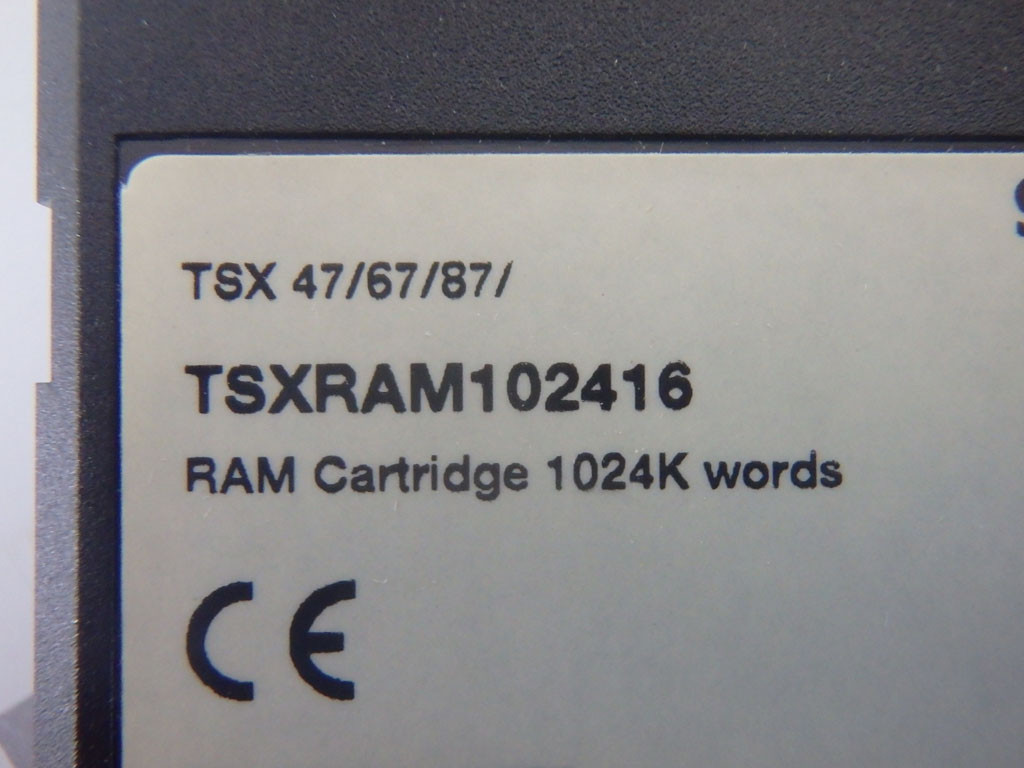 TSX 47/67/87/
TSXRAM102416
RAM Cartridge 1024K words
CE